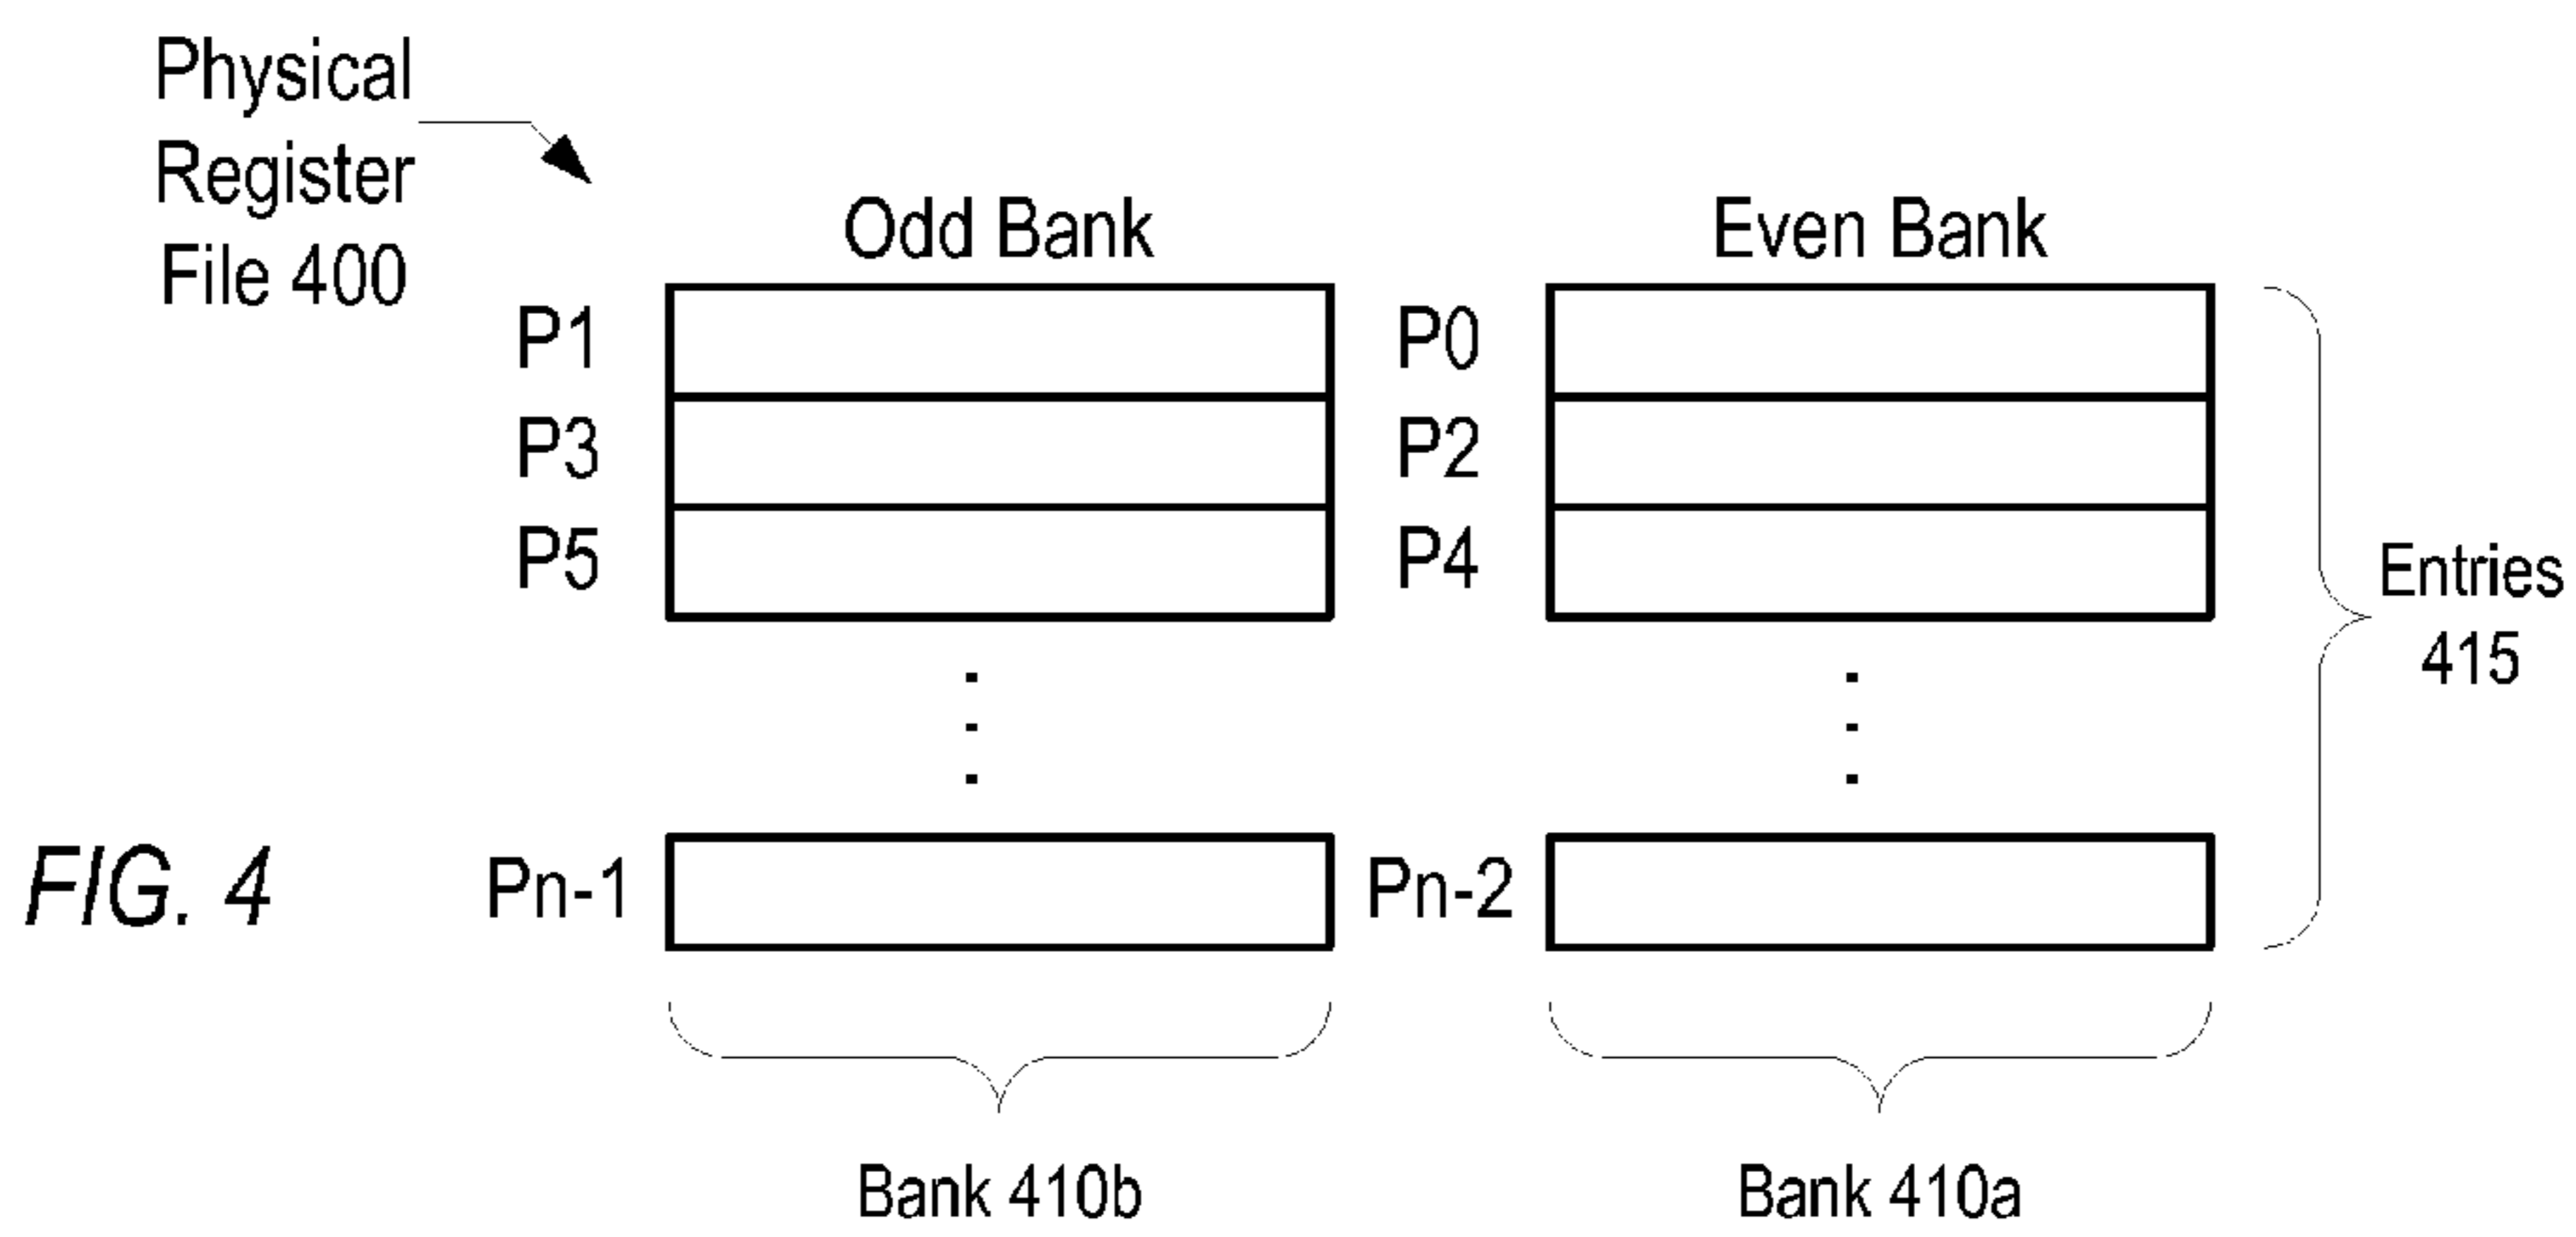 Physical
Register
File 400
Odd Bank
Even Bank
P1
P0
P3
P2
P5
P4
Entries
415
Pn-1
Pn-2
FIG. 4
Bank 410b
Bank 410a